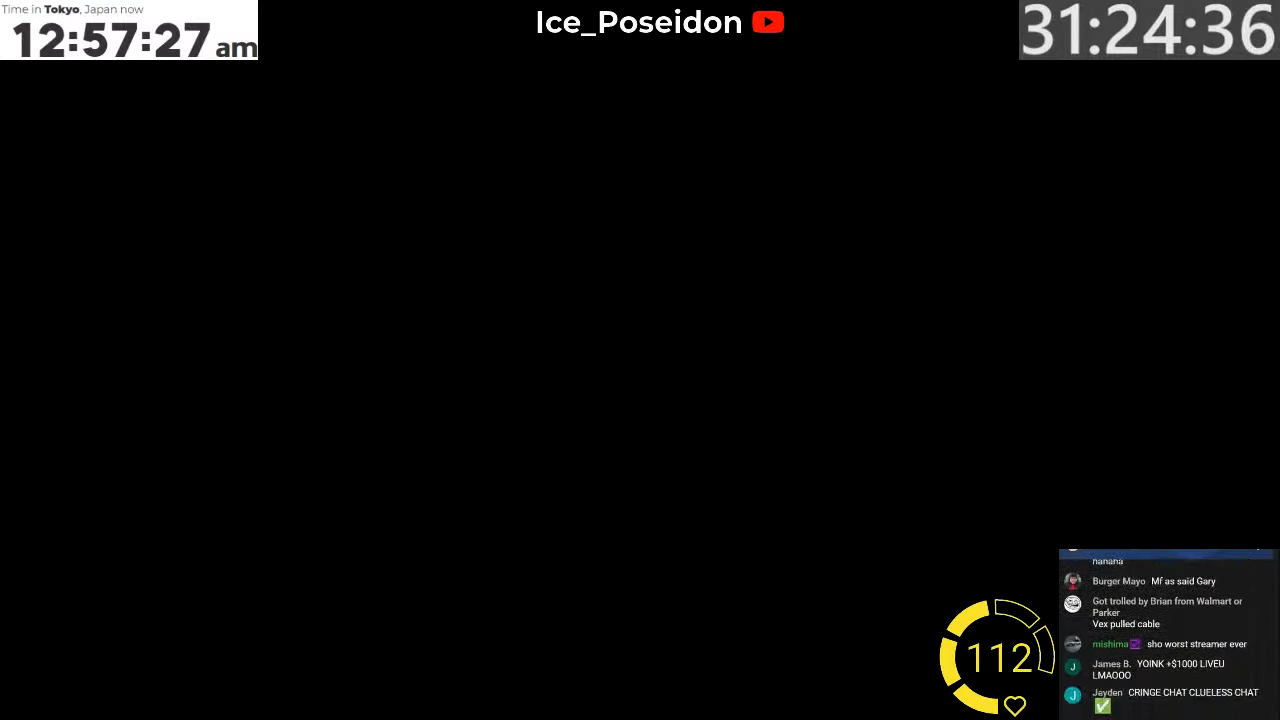 Time in Tokyo, Japan now
12:57:27 am
Ice_Poseidon
31:24:36
112
hahaha
Burger Mayo Mf as said Gary
Got trolled by Brian from Walmart or
Parker
Vex pulled cable
mishima sho worst streamer ever
J James B. YOINK +$1000 LIVEU
LMAOOO
J Jayden CRINGE CHAT CLUELESS CHAT